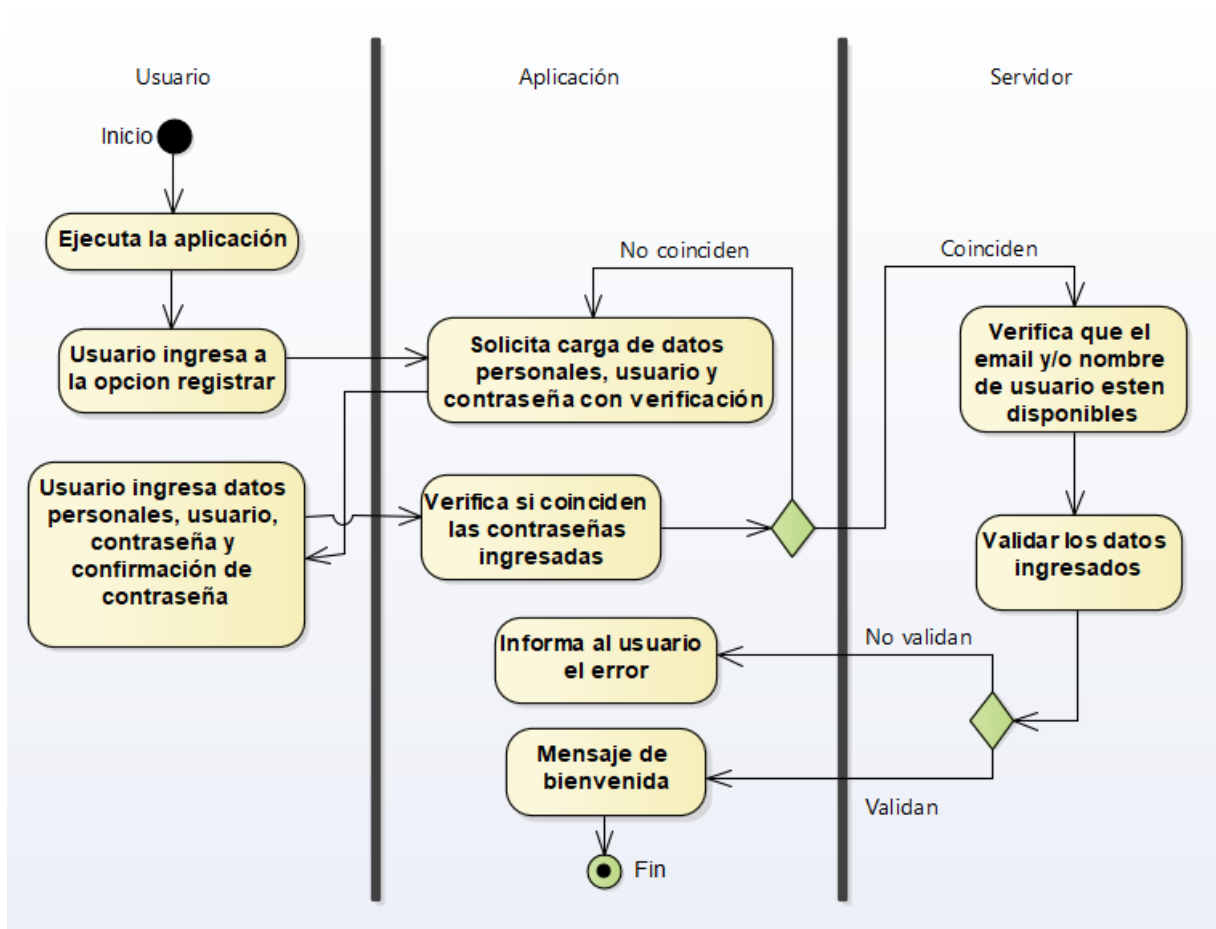 Usuario
Aplicación
Servidor
Inicio
Ejecuta la aplicación
No coinciden
Coinciden
Usuario ingresa a
la opcion registrar
Solicita carga de datos
personales, usuario y
contraseña con verificación
Verifica que el
email y/o nombre
de usuario esten
disponibles
Usuario ingresa datos
personales, usuario,
contraseña y
confirmación de
contraseña
Verifica si coinciden
las contraseñas
ingresadas
Validar los datos
ingresados
Informa al usuario
el error
No validan
Mensaje de
bienvenida
Validan
Fin